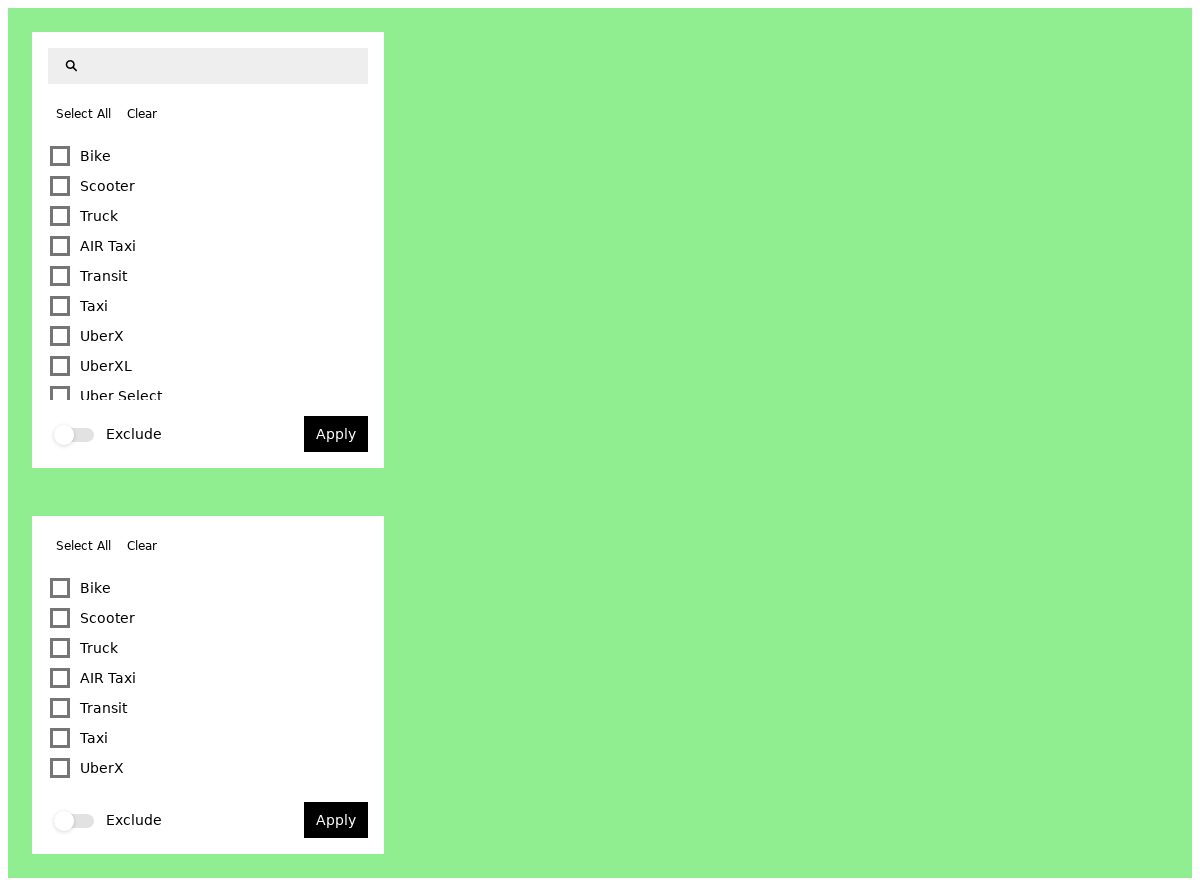 Select All Clear
Bike
Scooter
Truck
AIR Taxi
Transit
Taxi
UberX
UberXL
Uber Select
Exclude Apply
Select All Clear
Bike
Scooter
Truck
AIR Taxi
Transit
Taxi
UberX
Exclude Apply